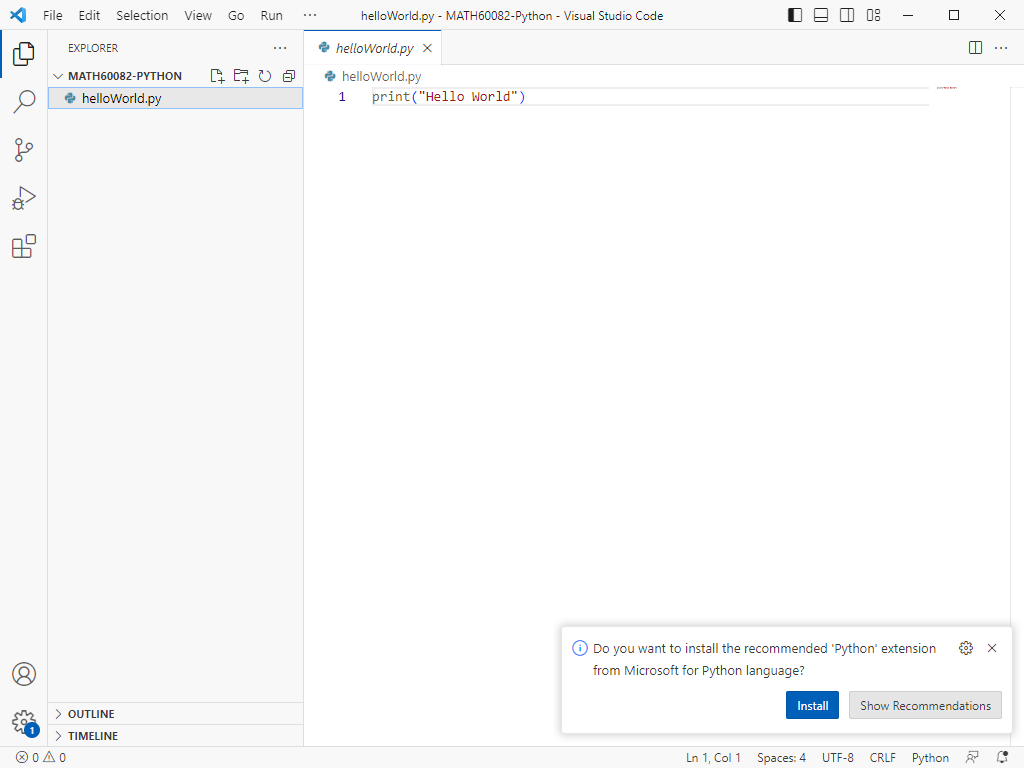 File Edit Selection View Go Run ··· helloWorld.py - MATH60082-Python - Visual Studio Code
EXPLORER ···
MATH60082-PYTHON
helloWorld.py
helloWorld.py
helloWorld.py
1 print("Hello World")
Do you want to install the recommended 'Python' extension
from Microsoft for Python language?
Install Show Recommendations
OUTLINE
1
TIMELINE
0 0 Ln 1, Col 1 Spaces: 4 UTF-8 CRLF Python